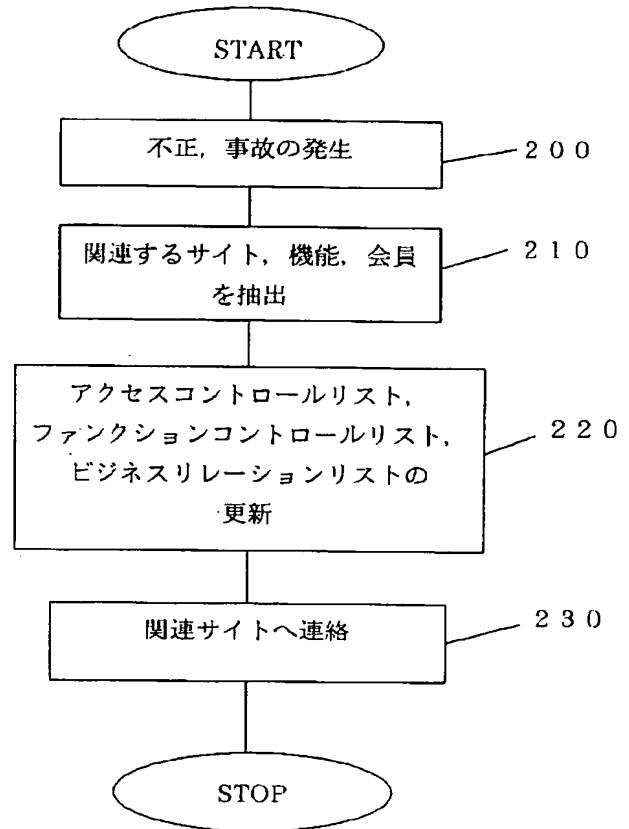 START
不正，事故の発生
２００
関連するサイト，機能，会員
を抽出
２１０
アクセスコントロールリスト，
ファンクションコントロールリスト，
ビジネスリレーションリストの
更新
２２０
関連サイトへ連絡
２３０
STOP